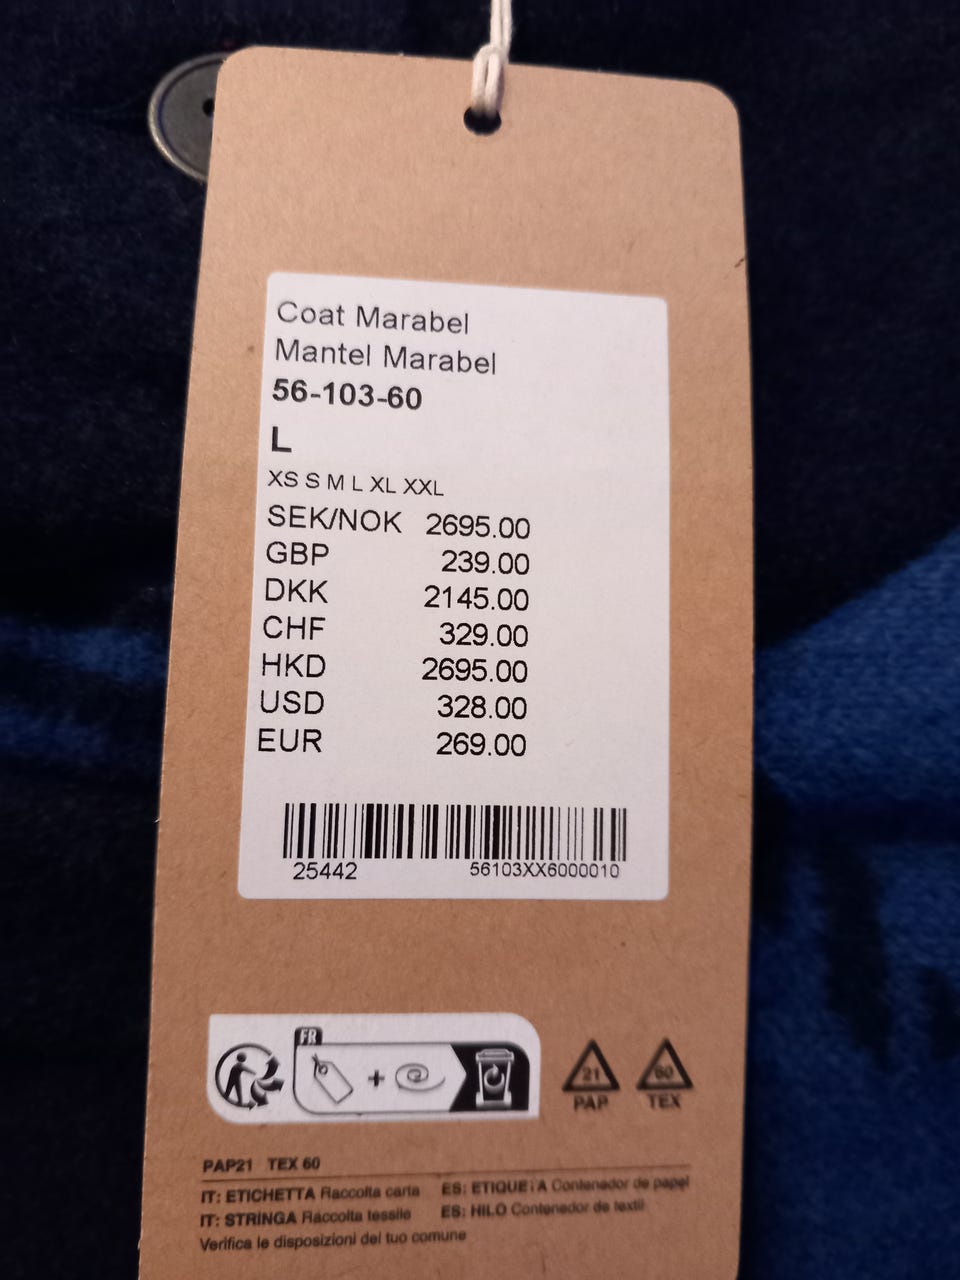 Coat Marabel
Mantel Marabel
56-103-60
L
XS S M L XL XXL
SEK/NOK 2695.00
GBP 239.00
DKK 2145.00
CHF 329.00
HKD 2695.00
USD 328.00
EUR 269.00
25442 56103XX6000010
FR
21 60
PAP TEX
PAP21 TEX 60
IT: ETICHETTA Raccolta carta ES: ETIQUETA Contenedor de papel
IT: STRINGA Raccolta tessile ES: HILO Contenedor de textil
Verifica le disposizioni del tuo comune